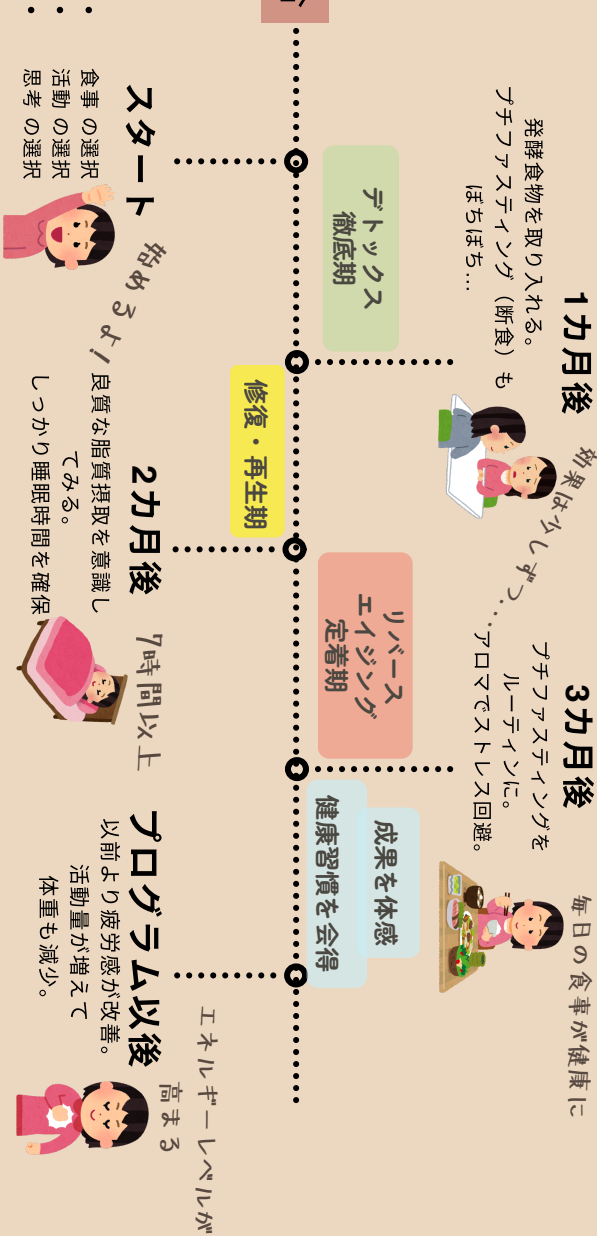 スタート
食事 の選択
活動 の選択
思考 の選択
始めるよ!
デトックス
徹底期
1カ月後
発酵食物を取り入れる。
プチファスティング（断食）も
ぼちぼち…
効果は少しずつ...
修復・再生期
2カ月後
良質な脂質摂取を意識し
てみる。
しっかり睡眠時間を確保
7時間以上
リバース
エイジング
定着期
3カ月後
プチファスティングを
ルーティンに。
アロマでストレス回避。
毎日の食事が健康に
成果を体感
健康習慣を会得
プログラム以後
以前より疲労感が改善。
活動量が増えて
体重も減少。
エネルギーレベルが
高まる